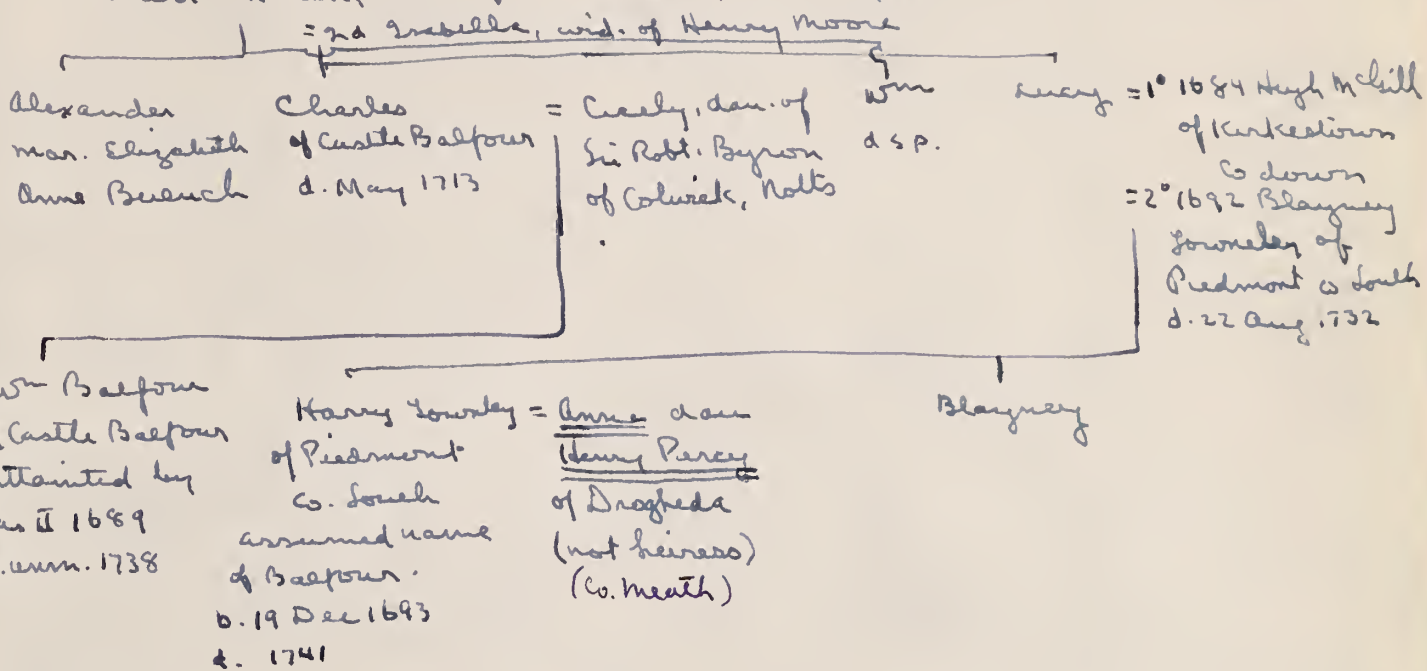 = 2d Isabella, wid. of Henry Moore
Alexander
mar. Elizabeth
Anne
Charles
of Castle Balfour
d. May 1713
= Cicely, dau. of
Sir Robt. Byron
of Colwick, Notts
Wm
d s p.
Lucy = 1° 1684 Hugh McGill
of Kirkestown
Co down
= 2° 1692 Blayney
Townley of
Piedmont co Louth
d. 22 Aug. 1732
Wm Balfour
Castle Balfour
attainted by
II 1689
unm. 1738
Harry Townley = Anne dau
of Piedmont
Co. Louth
assumed name
of Balfour.
b. 19 Dec 1693
d. 1741
Henry Percy
of Drogheda
(not heiress)
(Co. Meath)
Blayney